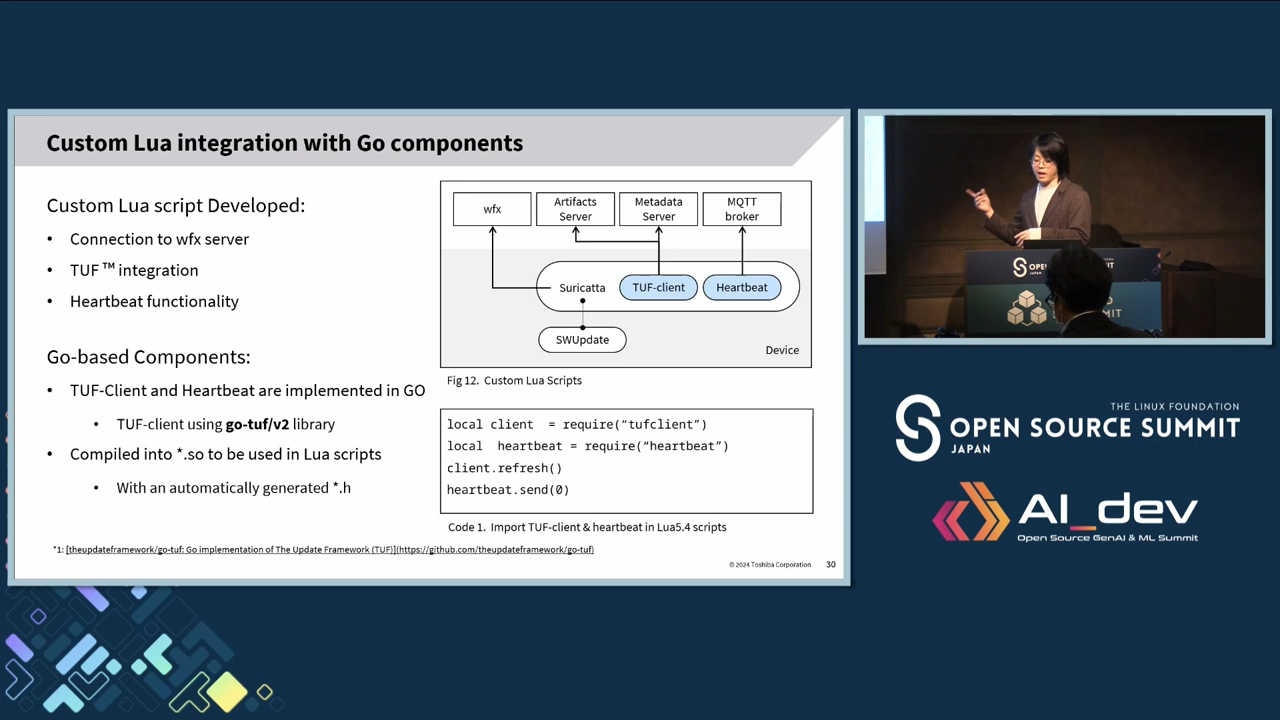 Custom Lua integration with Go components
Custom Lua script Developed:
• Connection to wfx server
• TUF™ integration
• Heartbeat functionality
Go-based Components:
• TUF-Client and Heartbeat are implemented in GO
• TUF-client using go-tuf/v2 library
• Compiled into *.so to be used in Lua scripts
• With an automatically generated *.h
wfx
Artifacts
Server
Metadata
Server
MQTT
broker
Suricatta
TUF-client
Heartbeat
SWUpdate
Device
Fig 12. Custom Lua Scripts
local client  = require(“tufclient”)
local  heartbeat = require(“heartbeat”)
client.refresh()
heartbeat.send(0)
Code 1. Import TUF-client & heartbeat in Lua5.4 scripts
*1: [theupdateframework/go-tuf: Go implementation of The Update Framework (TUF)](https://github.com/theupdateframework/go-tuf)
© 2024 Toshiba Corporation
30
THE LINUX FOUNDATION
OPEN SOURCE SUMMIT
JAPAN
AI_dev
Open Source GenAI & ML Summit